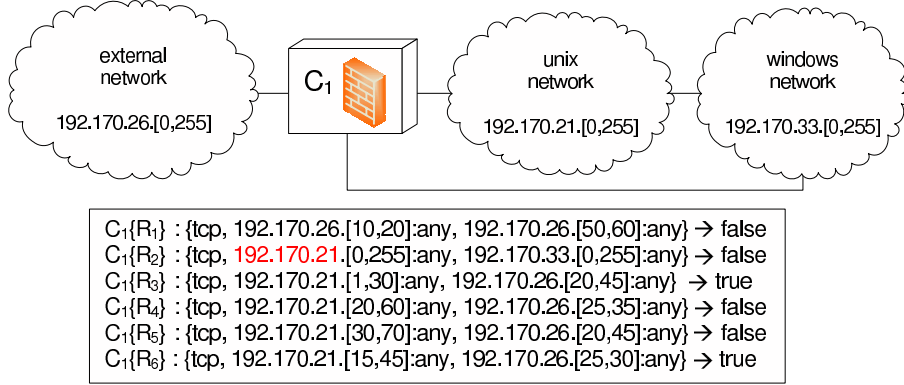 external
network
192.170.26.[0,255]
C1
unix
network
192.170.21.[0,255]
windows
network
192.170.33.[0,255]
C1{R1} : {tcp, 192.170.26.[10,20]:any, 192.170.26.[50,60]:any} → false
C1{R2} : {tcp, 192.170.21.[0,255]:any, 192.170.33.[0,255]:any} → false
C1{R3} : {tcp, 192.170.21.[1,30]:any, 192.170.26.[20,45]:any} → true
C1{R4} : {tcp, 192.170.21.[20,60]:any, 192.170.26.[25,35]:any} → false
C1{R5} : {tcp, 192.170.21.[30,70]:any, 192.170.26.[20,45]:any} → false
C1{R6} : {tcp, 192.170.21.[15,45]:any, 192.170.26.[25,30]:any} → true